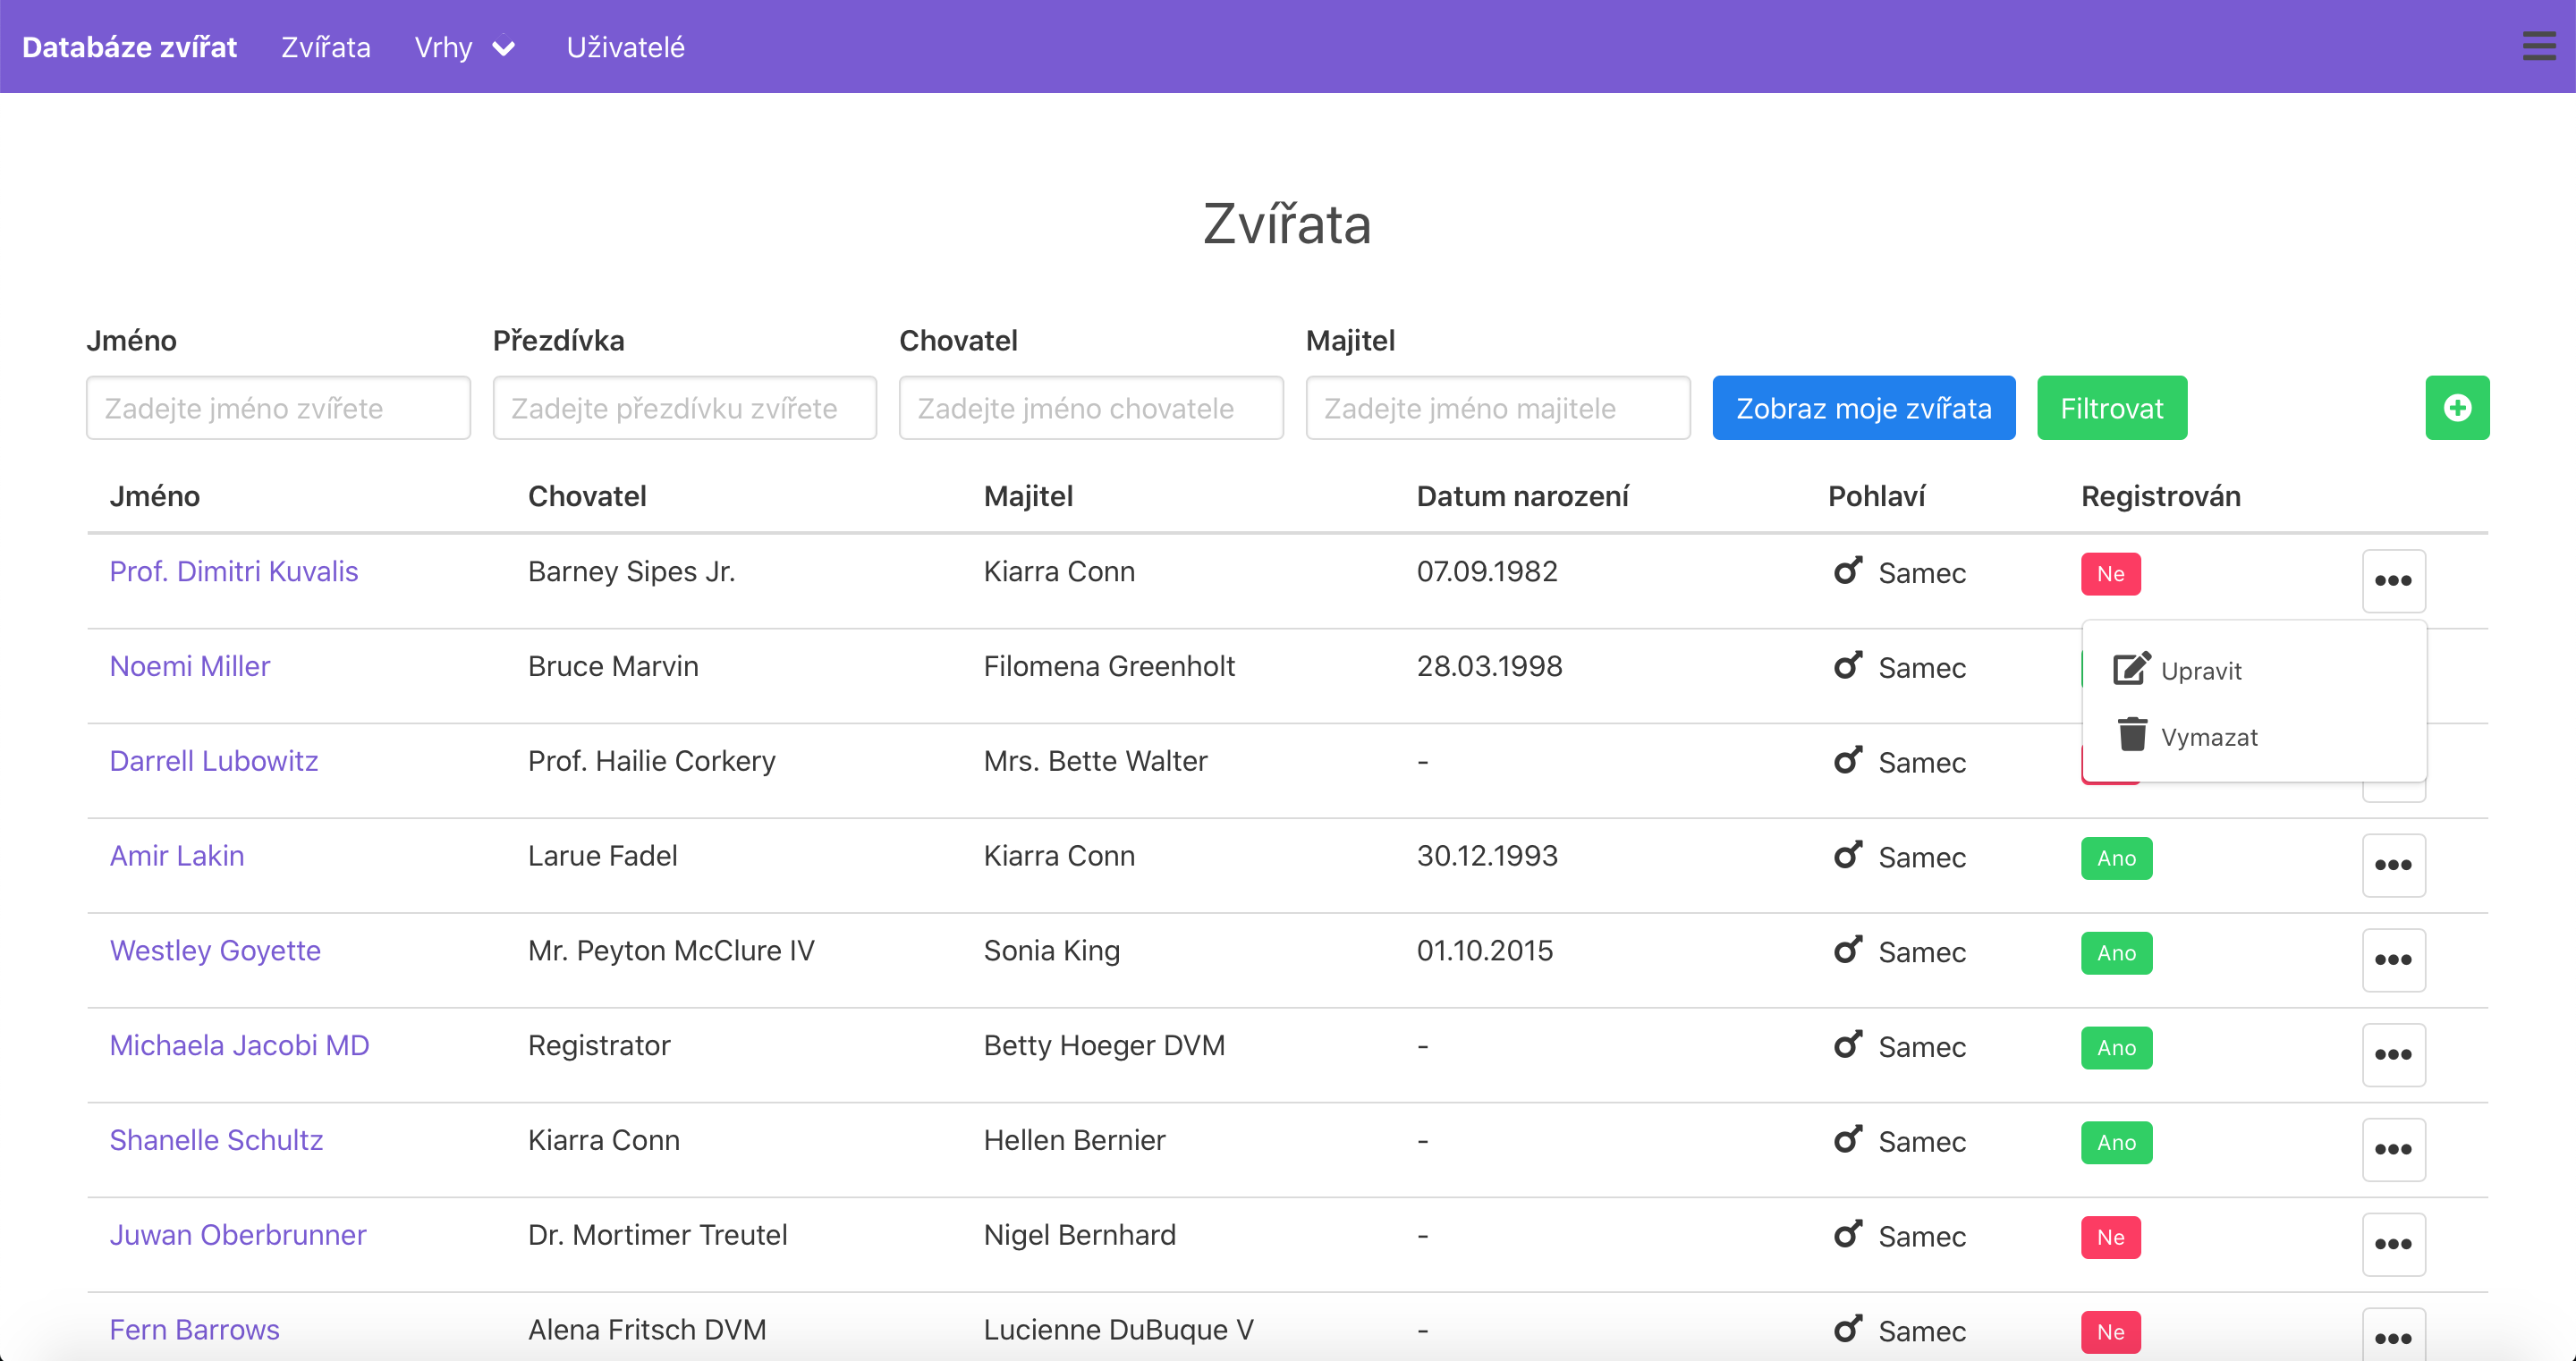 Databáze zvířat Zvířata Vrhy Uživatelé
Zvířata
Jméno Přezdívka Chovatel Majitel
Zadejte jméno zvířete Zadejte přezdívku zvířete Zadejte jméno chovatele Zadejte jméno majitele Zobraz moje zvířata Filtrovat
Jméno Chovatel Majitel Datum narození Pohlaví Registrován
Prof. Dimitri Kuvalis Barney Sipes Jr. Kiarra Conn 07.09.1982 Samec Ne
Noemi Miller Bruce Marvin Filomena Greenholt 28.03.1998 Samec
Upravit
Vymazat
Darrell Lubowitz Prof. Hailie Corkery Mrs. Bette Walter - Samec
Amir Lakin Larue Fadel Kiarra Conn 30.12.1993 Samec Ano
Westley Goyette Mr. Peyton McClure IV Sonia King 01.10.2015 Samec Ano
Michaela Jacobi MD Registrator Betty Hoeger DVM - Samec Ano
Shanelle Schultz Kiarra Conn Hellen Bernier - Samec Ano
Juwan Oberbrunner Dr. Mortimer Treutel Nigel Bernhard - Samec Ne
Fern Barrows Alena Fritsch DVM Lucienne DuBuque V - Samec Ne